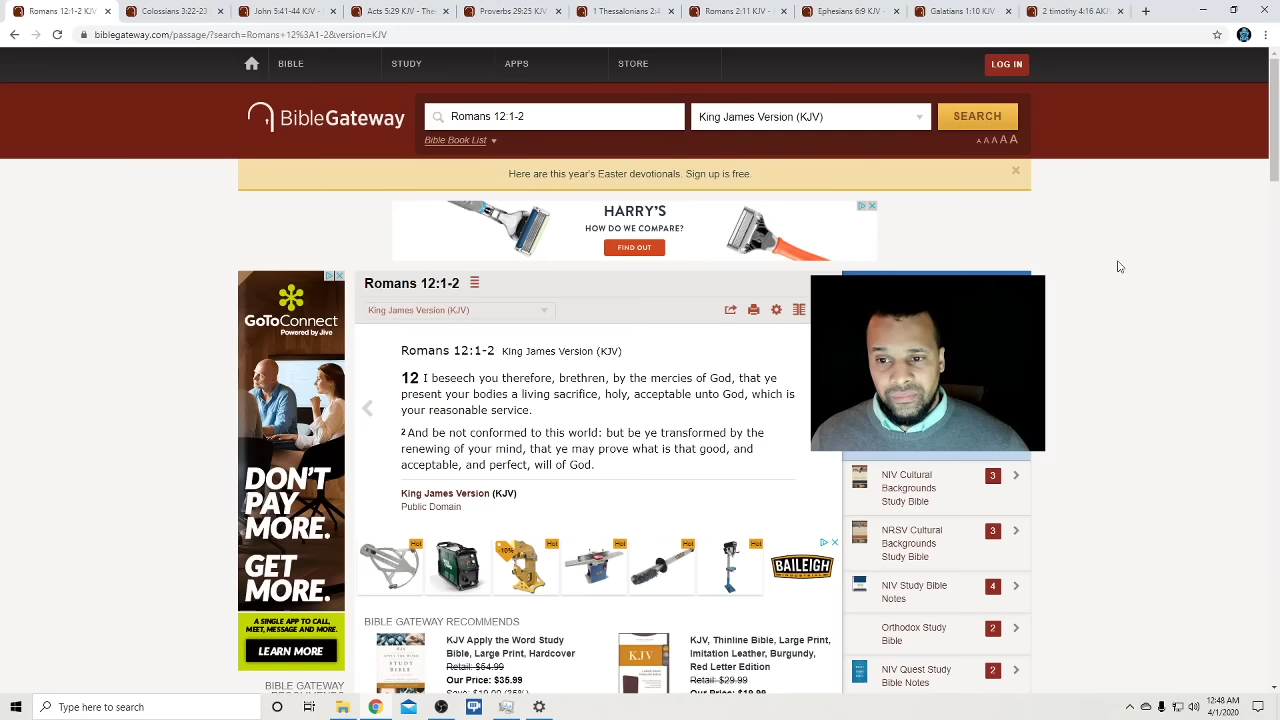 Romans 12:1-2 KJV
Colossians 3:22-23
Acts 5:29 KJV - The
Proverbs 29:25 KJV
1 Thessalonians 2:4
Romans 2:11 KJV -
Ephesians 6:9 KJV -
Galatians 1:10 KJV
2 timothy 4:16 AKJV
biblegateway.com/passage/?search=Romans+12%3A1-2&version=KJV
BIBLE
STUDY
APPS
STORE
LOG IN
BibleGateway
Romans 12:1-2
King James Version (KJV)
SEARCH
Bible Book List
A A A A A
Here are this year's Easter devotionals. Sign up is free.
HARRY'S
HOW DO WE COMPARE?
FIND OUT
GoToConnect
Powered by Jive
DON'T
PAY
MORE.
GET
MORE.
A SINGLE APP TO CALL,
MEET, MESSAGE AND MORE.
LEARN MORE
BIBLE GATEWAY
Romans 12:1-2
King James Version (KJV)
Romans 12:1-2 King James Version (KJV)
12 I beseech you therefore, brethren, by the mercies of God, that ye
present your bodies a living sacrifice, holy, acceptable unto God, which is
your reasonable service.
2 And be not conformed to this world: but be ye transformed by the
renewing of your mind, that ye may prove what is that good, and
acceptable, and perfect, will of God.
King James Version (KJV)
Public Domain
Hot
Hot
-10%
Hot
Hot
Hot
Hot
BAILEIGH
BIBLE GATEWAY RECOMMENDS
KJV Apply the Word Study
Bible, Large Print, Hardcover
Retail: $54.99
Our Price: $35.99
KJV
KJV, Thinline Bible, Large Print,
Imitation Leather, Burgundy,
Red Letter Edition
Retail: $29.99
NIV Cultural
Backgrounds
Study Bible
3
NRSV Cultural
Backgrounds
Study Bible
3
NIV Study Bible
Notes
4
Orthodox Study
Bible
2
NIV Quest Study
Bible Notes
2
Type here to search
12:48 AM
4/1/2020